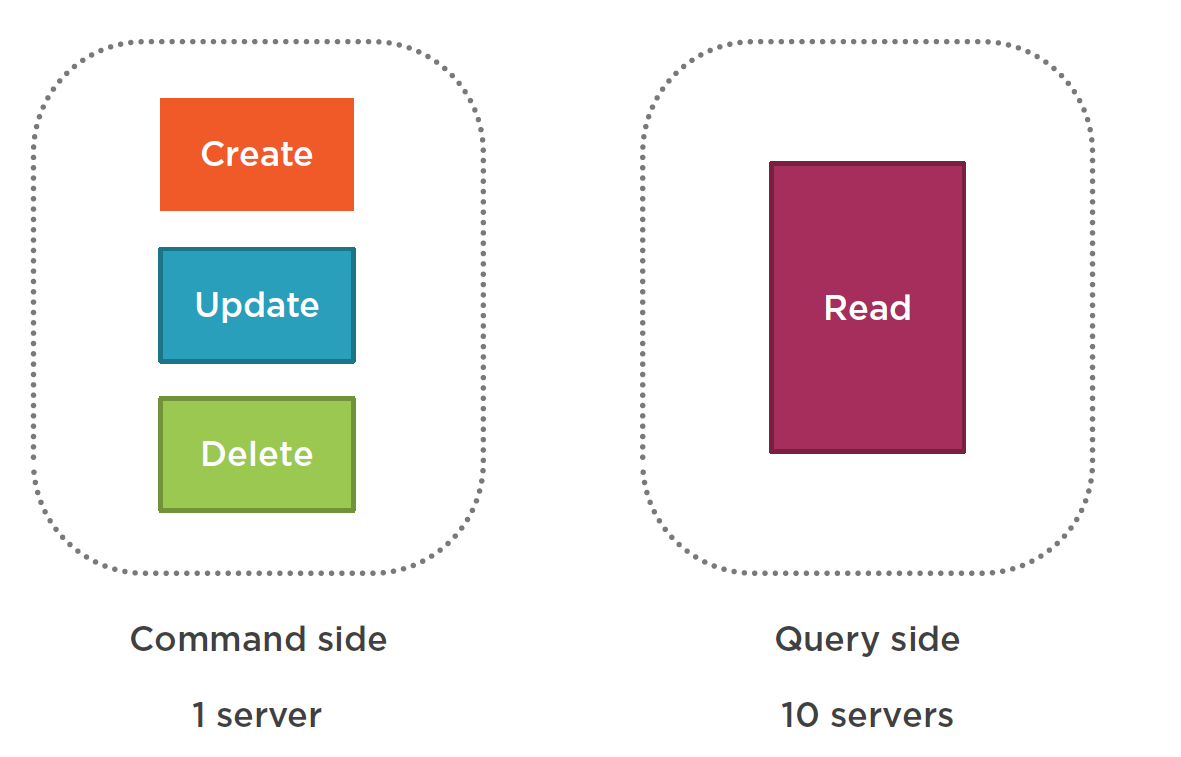 Create
Update
Delete
Command side
1 server
Read
Query side
10 servers